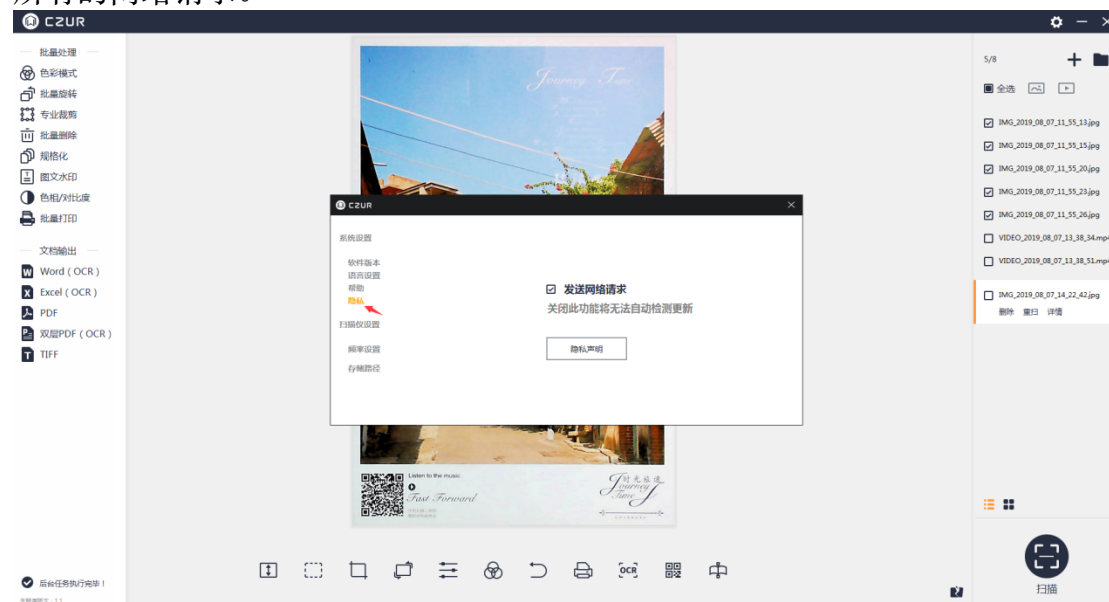 CZUR
批量处理
色彩模式
批量旋转
专业裁剪
批量删除
规格化
图文水印
色相/对比度
批量打印
文档输出
Word（OCR）
Excel（OCR）
PDF
双层PDF（OCR）
TIFF
后台任务执行完毕！
Journey Time
CZUR
系统设置
软件版本
语言设置
帮助
隐私
扫描仪设置
频率设置
存储路径
发送网络请求
关闭此功能将无法自动检测更新
隐私声明
Listen to the music
Fast Forward
时光旅途
Journey
Time
OCR
5/8
全选
IMG_2019_08_07_11_55_13.jpg
IMG_2019_08_07_11_55_15.jpg
IMG_2019_08_07_11_55_20.jpg
IMG_2019_08_07_11_55_23.jpg
IMG_2019_08_07_11_55_26.jpg
VIDEO_2019_08_07_13_38_34.mp4
VIDEO_2019_08_07_13_38_51.mp4
IMG_2019_08_07_14_22_42.jpg
删除 重扫 详情
扫描